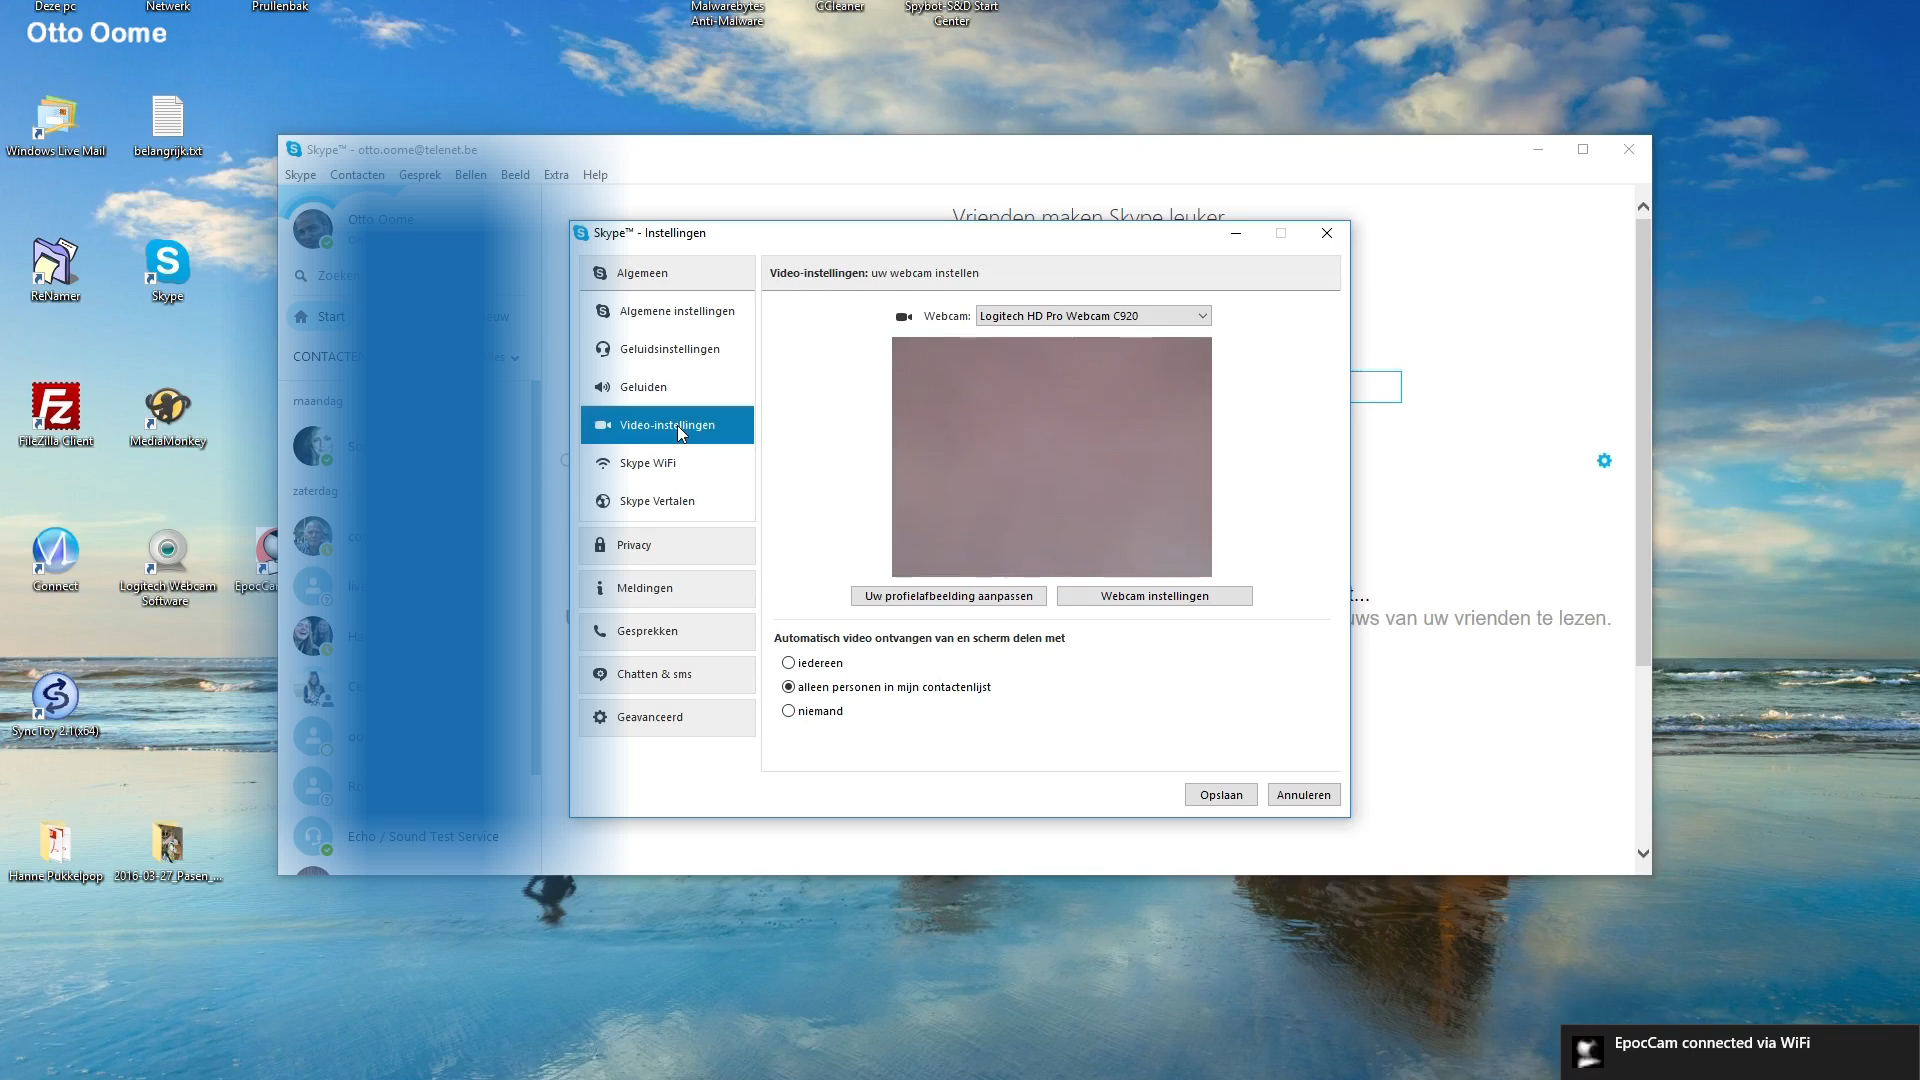 Deze pc
Netwerk
Prullenbak
Malwarebytes
Anti-Malware
CCleaner
Spybot-S&D Start
Center
Otto Oome
Windows Live Mail
belangrijk.txt
ReNamer
Skype
FileZilla Client
MediaMonkey
Connect
Logitech Webcam
Software
SyncToy 2.1(x64)
Hanne Pukkelpop
2016-03-27_Pasen_...
Skype™ - otto.oome@telenet.be
Skype Contacten Gesprek Bellen Beeld Extra Help
Otto Oome
Zoeken
Start
CONTACTEN
maandag
zaterdag
Echo / Sound Test Service
Vrienden maken Skype leuker
van uw vrienden te lezen.
Skype™ - Instellingen
Algemeen
Algemene instellingen
Geluidsinstellingen
Geluiden
Video-instellingen
Skype WiFi
Skype Vertalen
Privacy
Meldingen
Gesprekken
Chatten & sms
Geavanceerd
Video-instellingen: uw webcam instellen
Webcam: Logitech HD Pro Webcam C920
Uw profielafbeelding aanpassen
Webcam instellingen
Automatisch video ontvangen van en scherm delen met
iedereen
alleen personen in mijn contactenlijst
niemand
Opslaan
Annuleren
EpocCam connected via WiFi